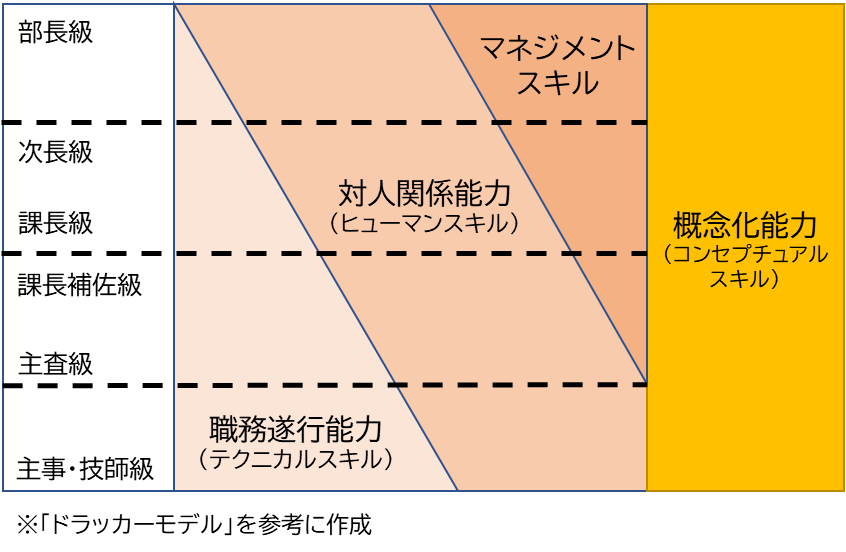 部長級
マネジメント
スキル
次長級
課長級
対人関係能力
(ヒューマンスキル)
概念化能力
(コンセプチュアル
スキル)
課長補佐級
主査級
職務遂行能力
(テクニカルスキル)
主事・技師級
※「ドラッカーモデル」を参考に作成